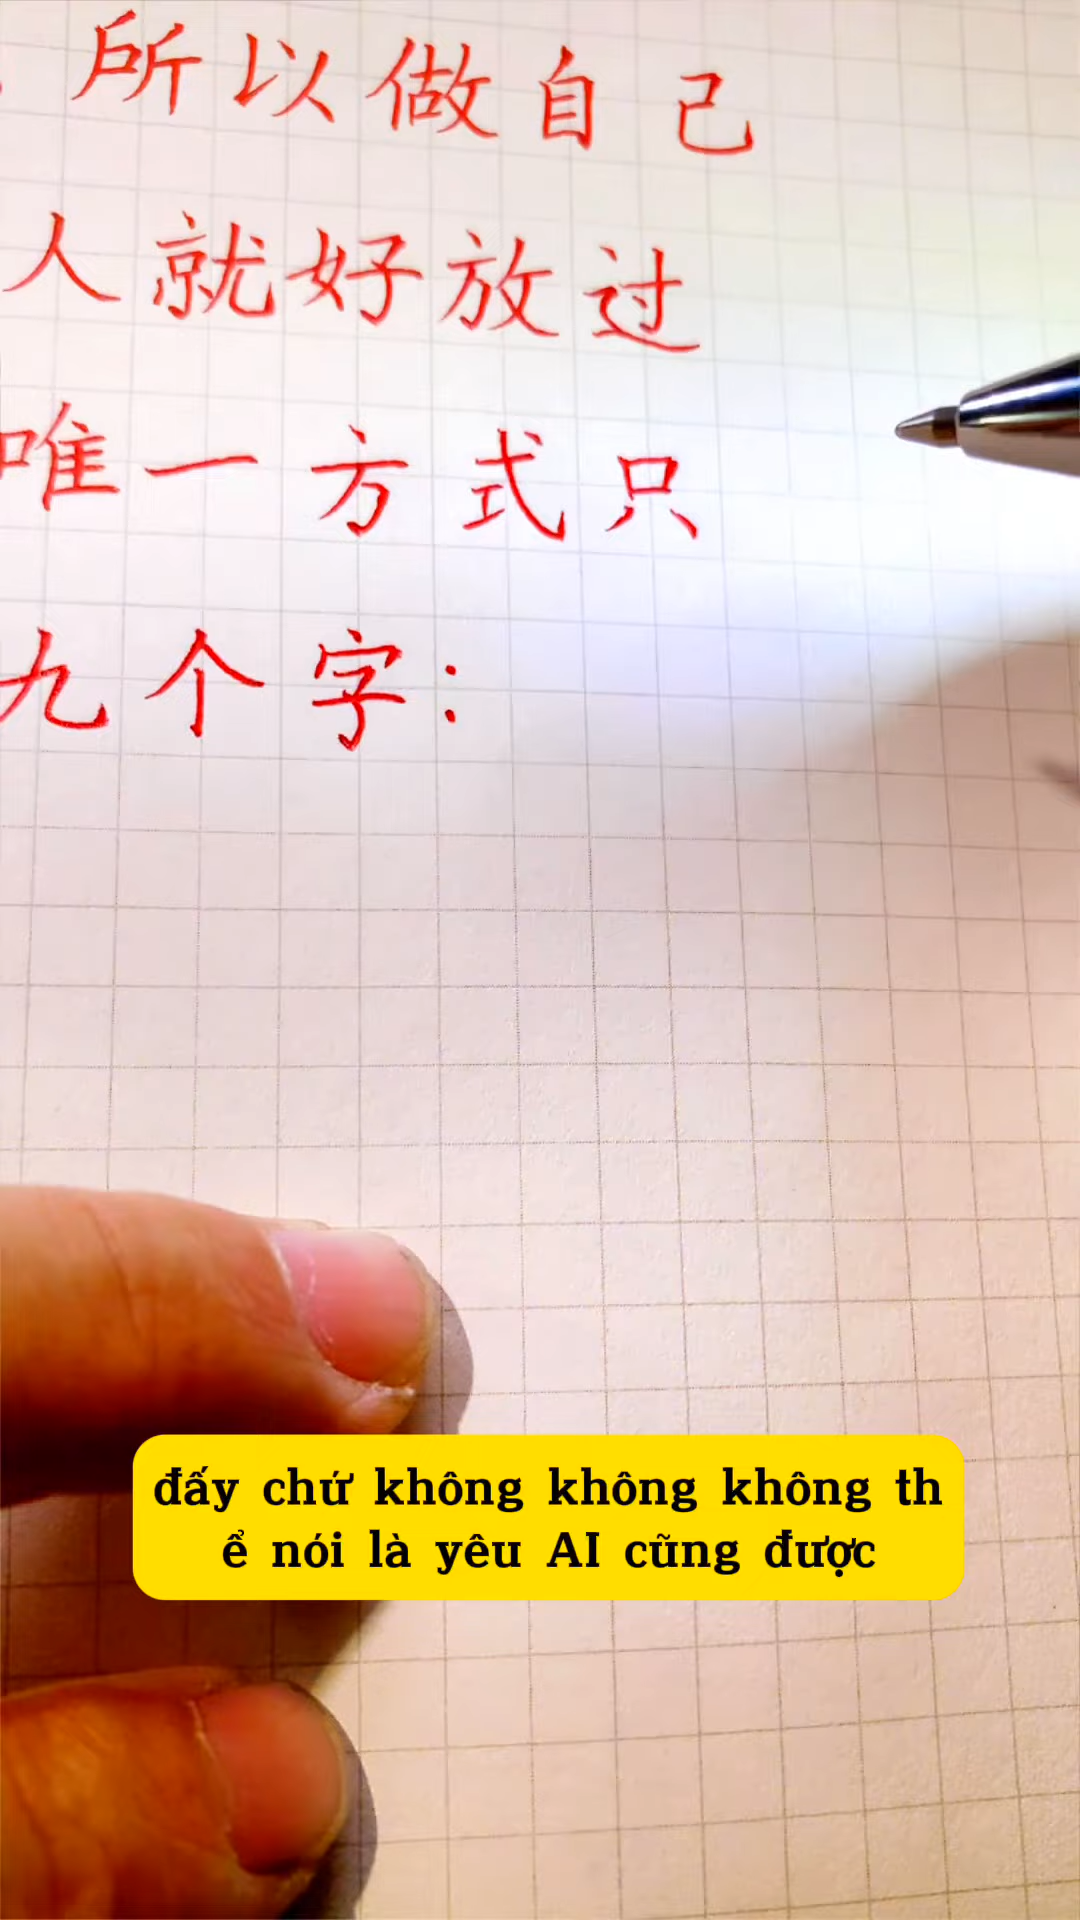 所以做自己
人就好放过
唯一方式只
九个字：
đấy chứ không không không th
ể nói là yêu AI cũng được